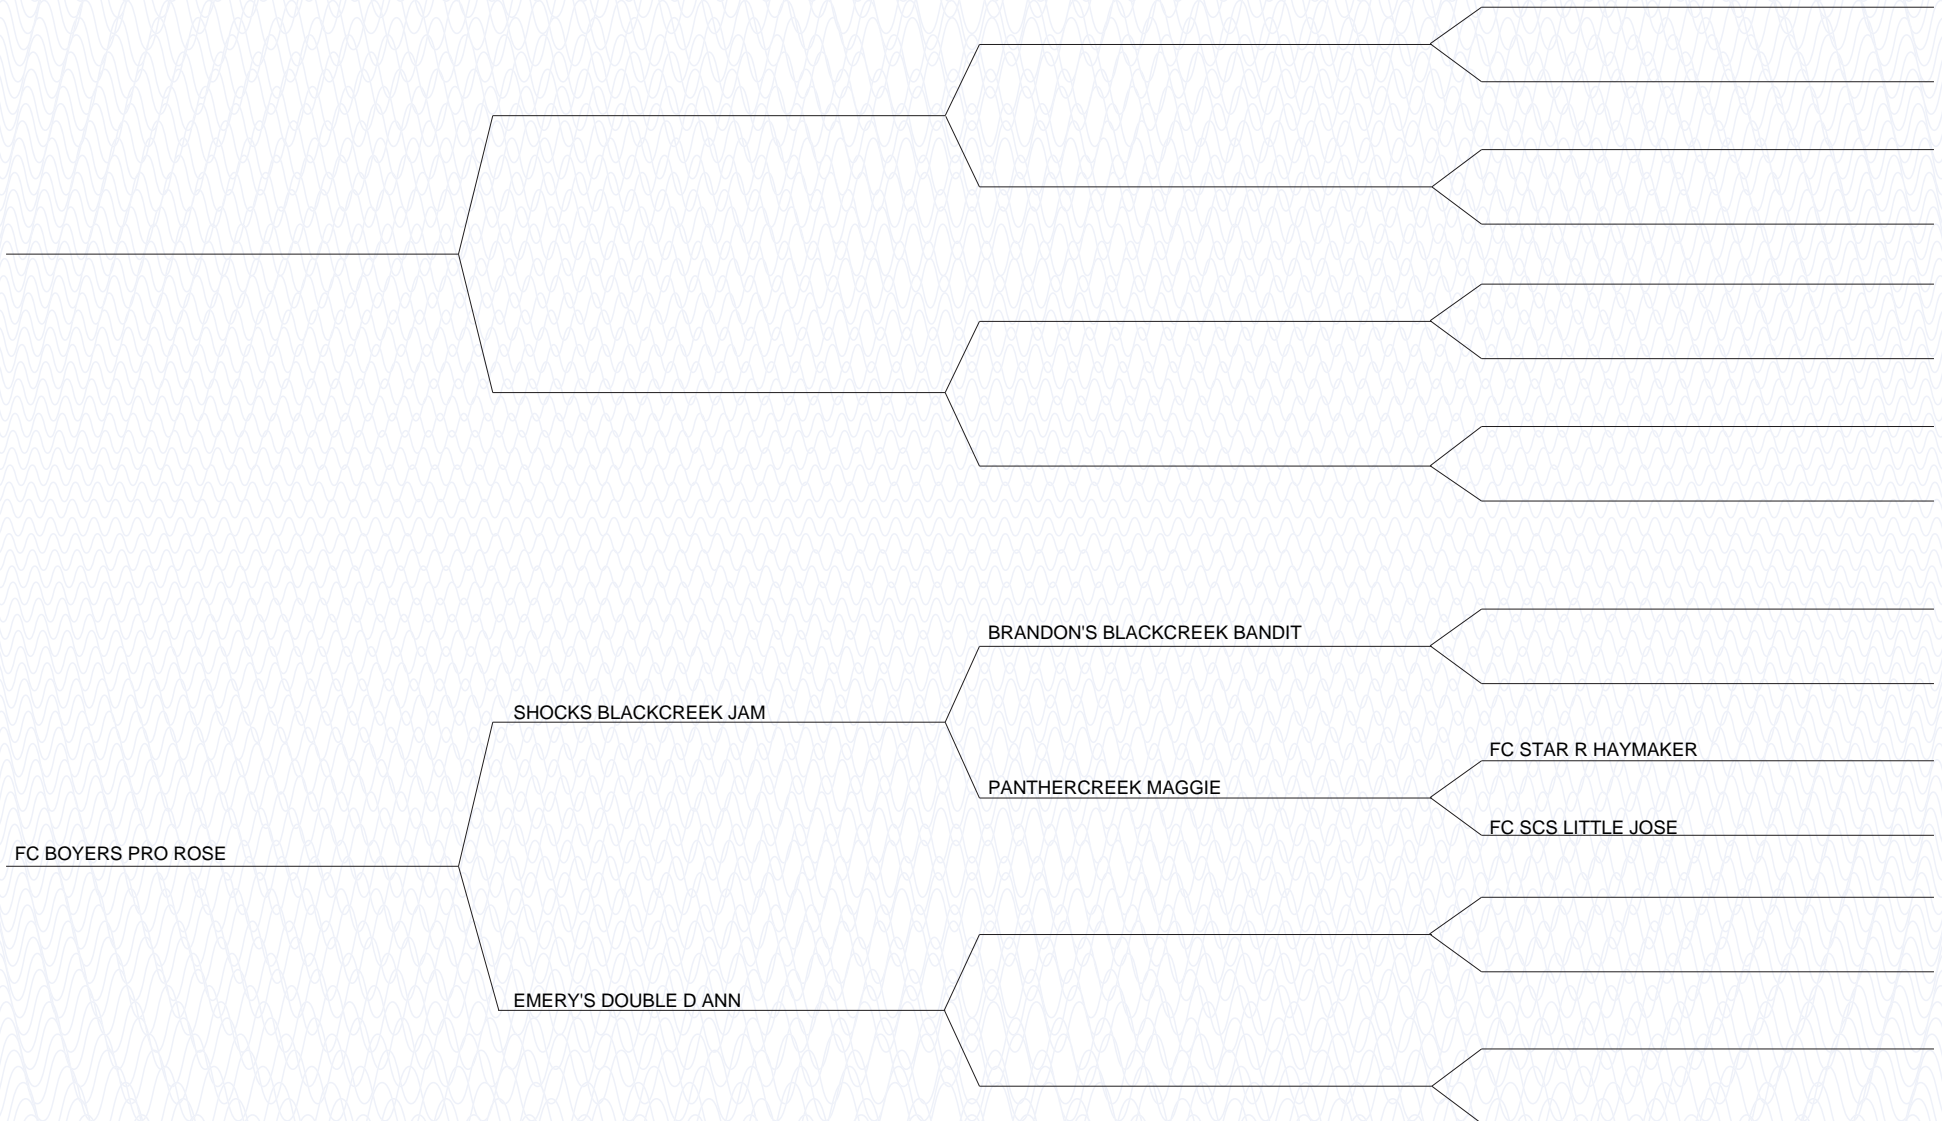 BRANDON'S BLACKCREEK BANDIT
SHOCKS BLACKCREEK JAM
FC STAR R HAYMAKER
PANTHERCREEK MAGGIE
FC SCS LITTLE JOSE
FC BOYERS PRO ROSE
EMERY'S DOUBLE D ANN